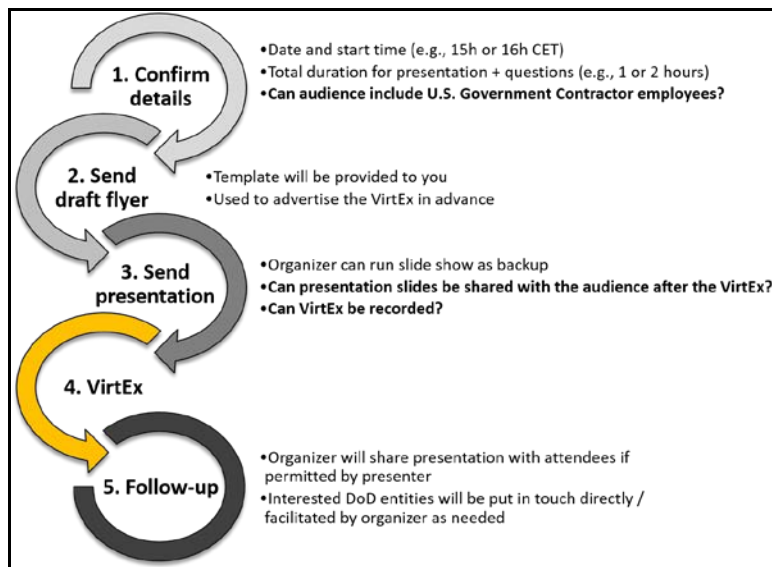 1. Confirm
details
•Date and start time (e.g., 15h or 16h CET)
•Total duration for presentation + questions (e.g., 1 or 2 hours)
•Can audience include U.S. Government Contractor employees?
2. Send
draft flyer
•Template will be provided to you
•Used to advertise the VirtEx in advance
3. Send
presentation
•Organizer can run slide show as backup
•Can presentation slides be shared with the audience after the VirtEx?
•Can VirtEx be recorded?
4. VirtEx
5. Follow-up
•Organizer will share presentation with attendees if
permitted by presenter
•Interested DoD entities will be put in touch directly /
facilitated by organizer as needed